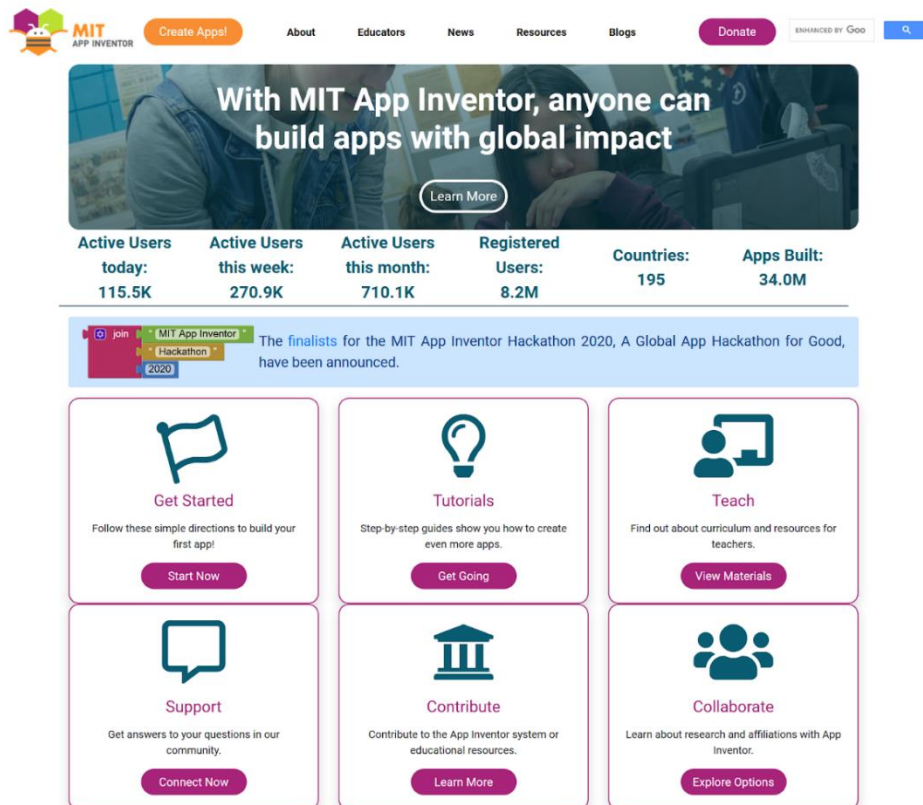 MIT
APP INVENTOR
Create Apps!
About
Educators
News
Resources
Blogs
Donate
ENHANCED BY Goo
With MIT App Inventor, anyone can
build apps with global impact
Learn More
Active Users
today:
115.5K
Active Users
this week:
270.9K
Active Users
this month:
710.1K
Registered
Users:
8.2M
Countries:
195
Apps Built:
34.0M
join
" MIT App Inventor "
" Hackathon "
2020
The finalists for the MIT App Inventor Hackathon 2020, A Global App Hackathon for Good,
have been announced.
Get Started
Follow these simple directions to build your
first app!
Start Now
Tutorials
Step-by-step guides show you how to create
even more apps.
Get Going
Teach
Find out about curriculum and resources for
teachers.
View Materials
Support
Get answers to your questions in our
community.
Connect Now
Contribute
Contribute to the App Inventor system or
educational resources.
Learn More
Collaborate
Learn about research and affiliations with App
Inventor.
Explore Options